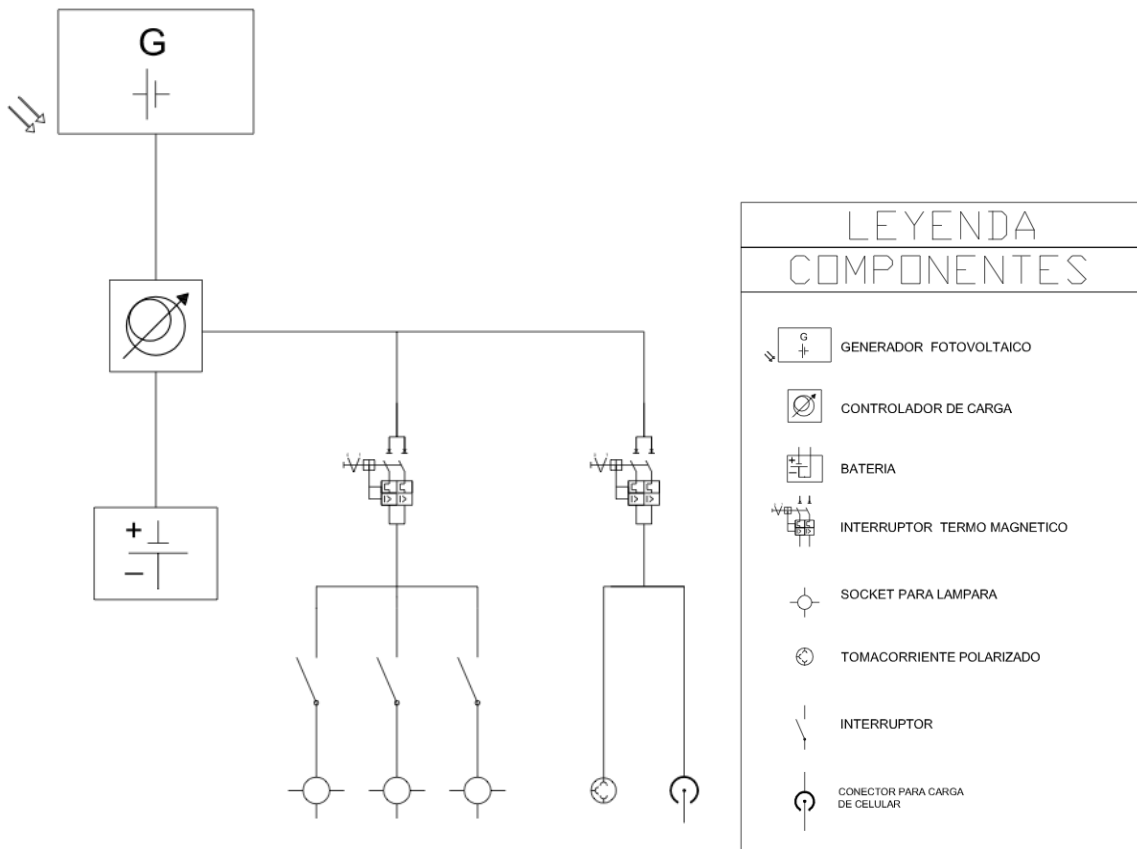 G
+
–
LEYENDA
COMPONENTES
G
GENERADOR FOTOVOLTAICO
CONTROLADOR DE CARGA
BATERIA
INTERRUPTOR TERMO MAGNETICO
SOCKET PARA LAMPARA
TOMACORRIENTE POLARIZADO
INTERRUPTOR
CONECTOR PARA CARGA
DE CELULAR